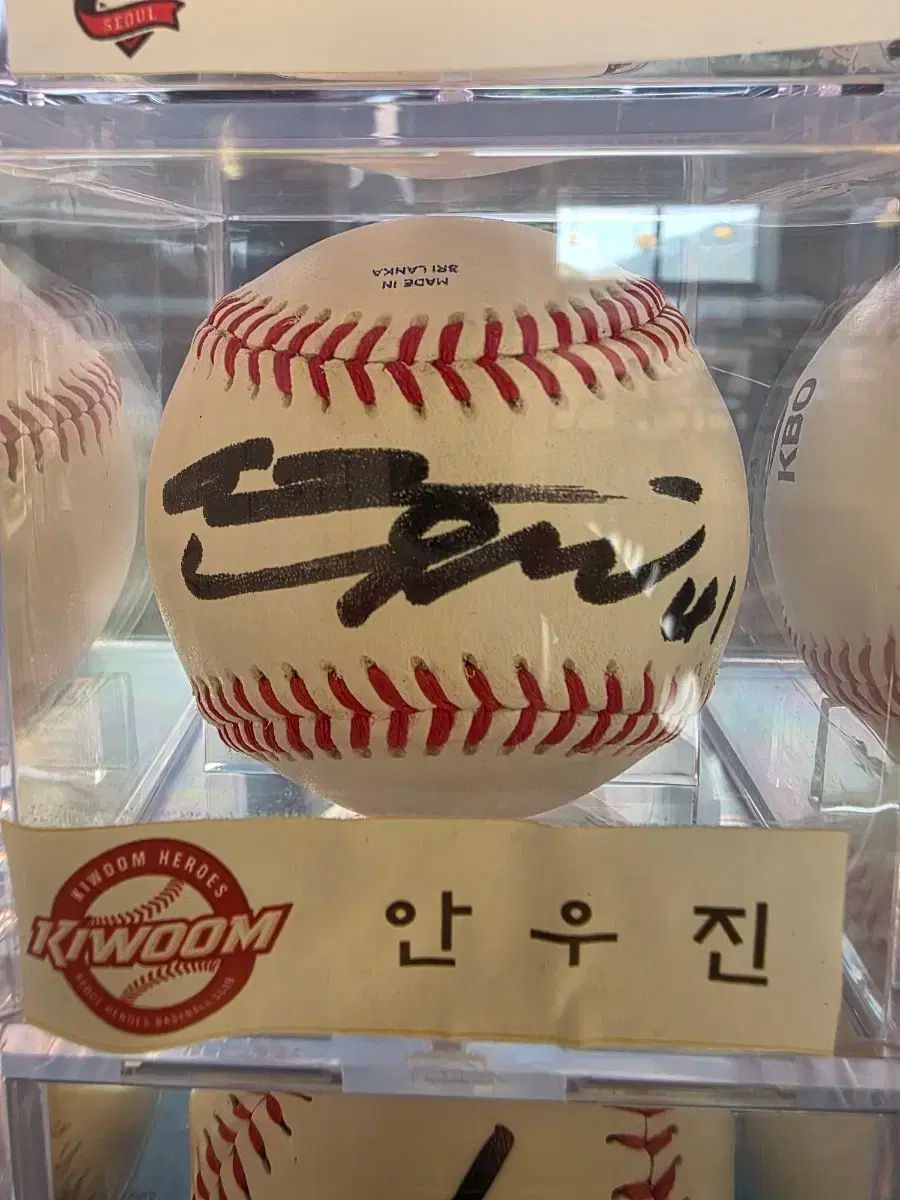 SEOUL
MADE IN
SRI LANKA
KBO
41
KIWOOM HEROES
KIWOOM
SEOUL HEROES BASEBALL CLUB
안 우 진